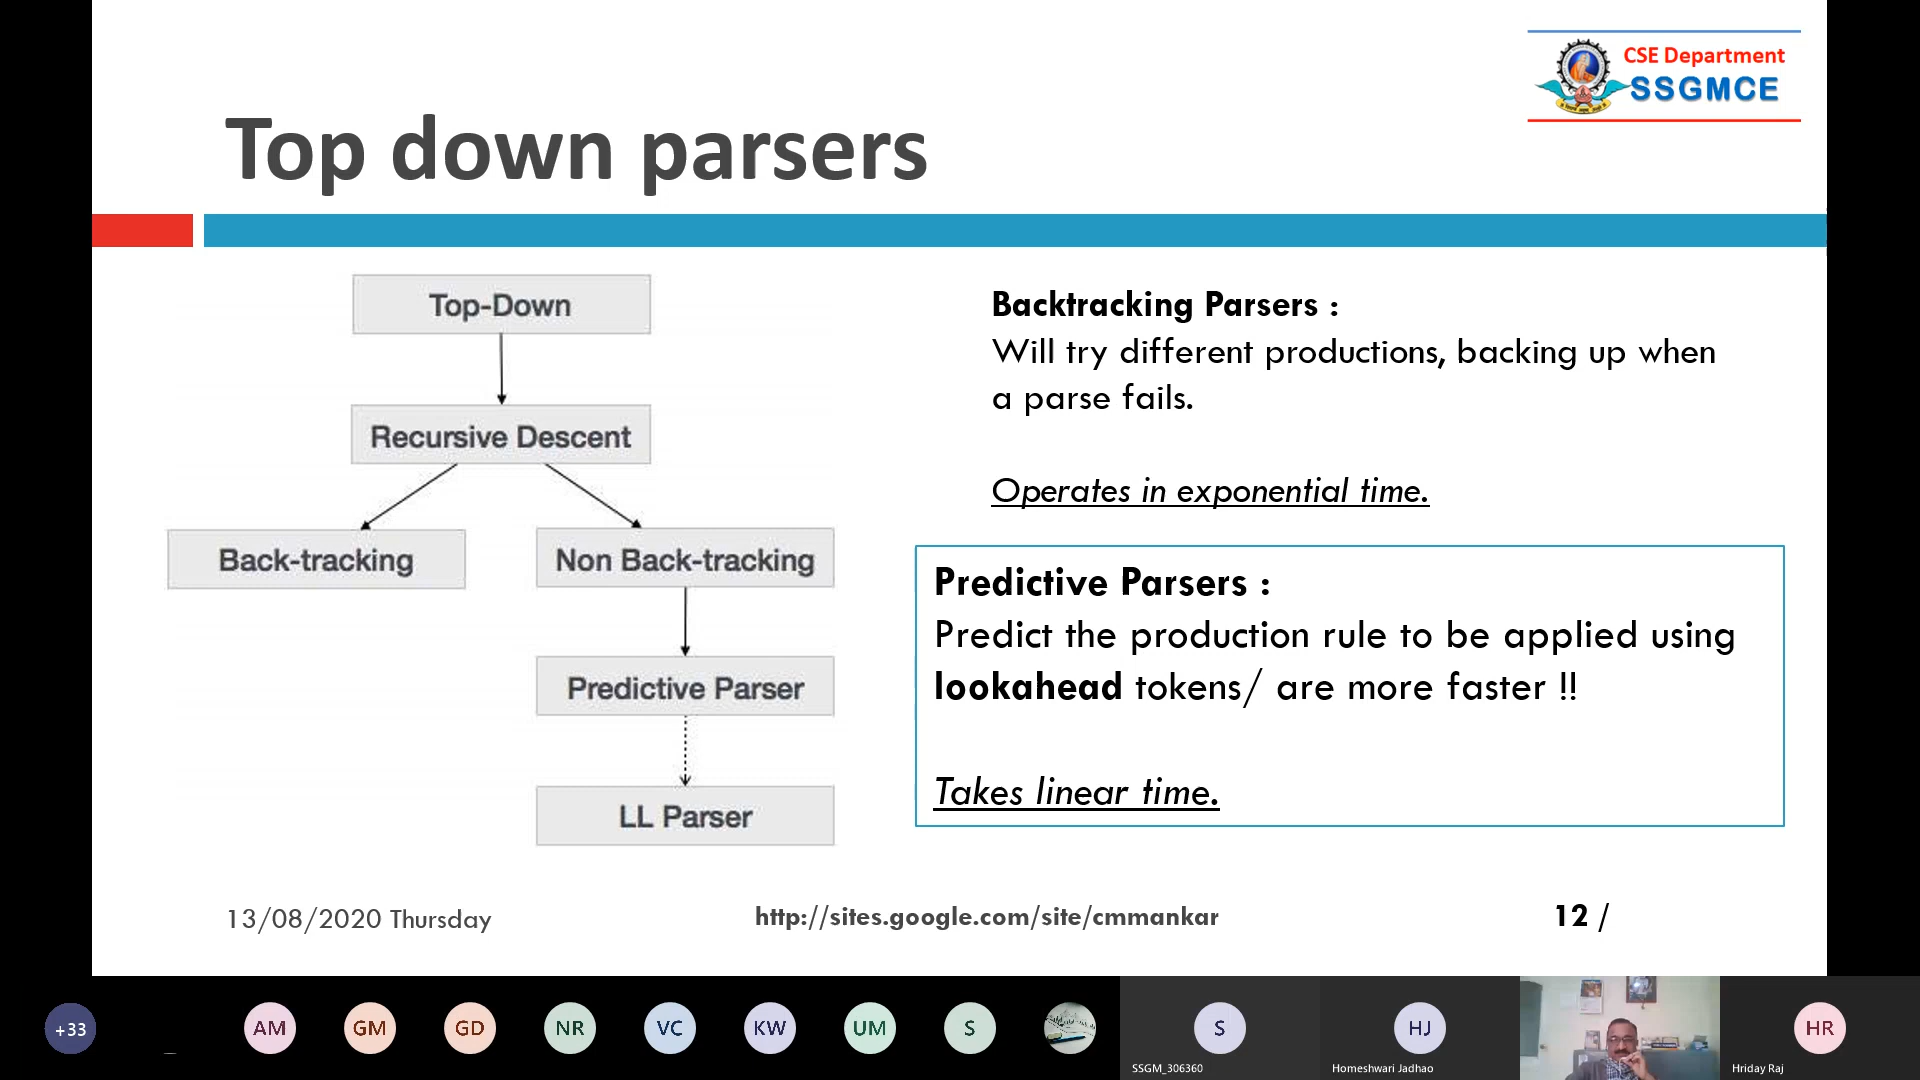 CSE Department
SSGMCE
Top down parsers
Top-Down
Recursive Descent
Back-tracking
Non Back-tracking
Predictive Parser
LL Parser
Backtracking Parsers :
Will try different productions, backing up when
a parse fails.
Operates in exponential time.
Predictive Parsers :
Predict the production rule to be applied using
lookahead tokens/ are more faster !!
Takes linear time.
13/08/2020 Thursday
http://sites.google.com/site/cmmankar
12 /
+33
AM
GM
GD
NR
VC
KW
UM
S
S
SSGM_306360
HJ
Homeshwari Jadhao
HR
Hriday Raj